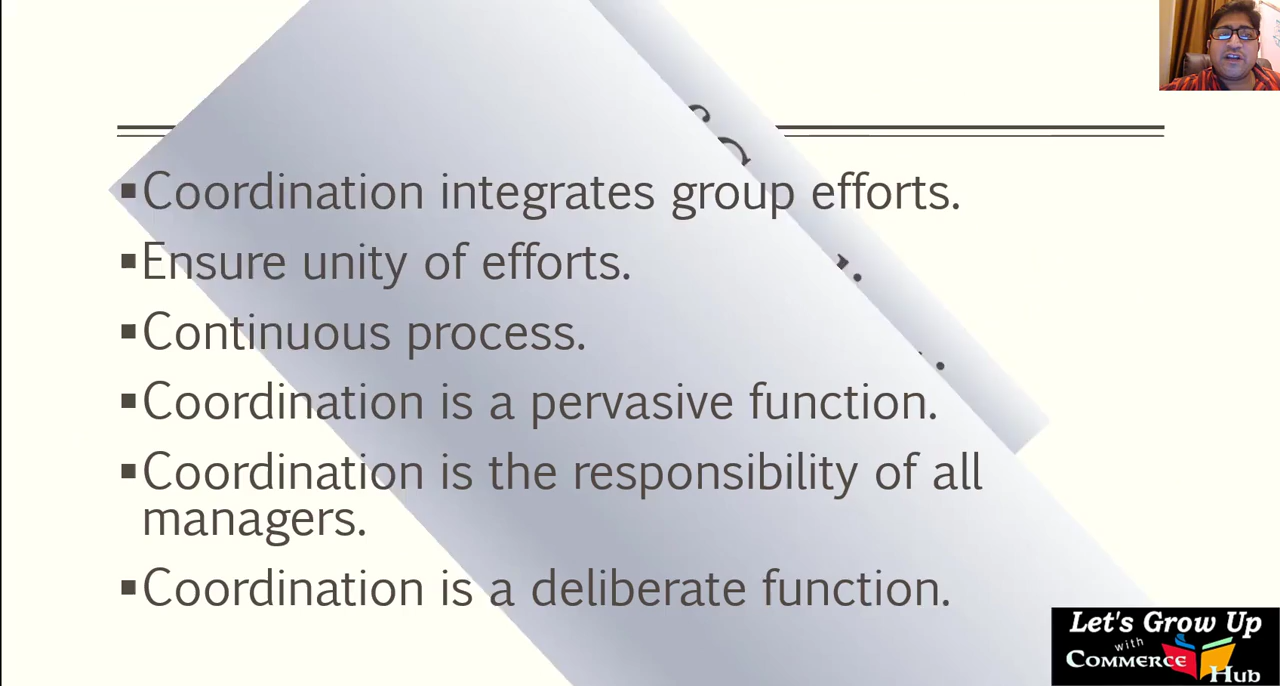 ▪Coordination integrates group efforts.
▪Ensure unity of efforts.
▪Continuous process.
▪Coordination is a pervasive function.
▪Coordination is the responsibility of all
managers.
▪Coordination is a deliberate function.
Let's Grow Up
with
Commerce
Hub